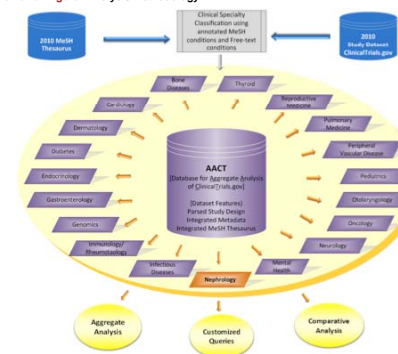 2010 MeSH
Thesaurus
Clinical Specialty
Classification using
annotated MeSH
conditions and Free-text
conditions
2010
Study Dataset
ClinicalTrials.gov
Bone
Diseases
Thyroid
Cardiology
Reproductive
Medicine
Dermatology
Pulmonary
Medicine
Diabetes
Peripheral
Vascular Disease
Endocrinology
Pediatrics
Gastroenterology
Otolaryngology
Genomics
Oncology
Immunology/
Rheumatology
Neurology
Infectious
Diseases
Mental
Health
Nephrology
AACT
[Database for Aggregate Analysis
of ClinicalTrials.gov]
[Dataset Features]
Parsed Study Design
Integrated Metadata
Integrated MeSH Thesaurus
Aggregate
Analysis
Customized
Queries
Comparative
Analysis